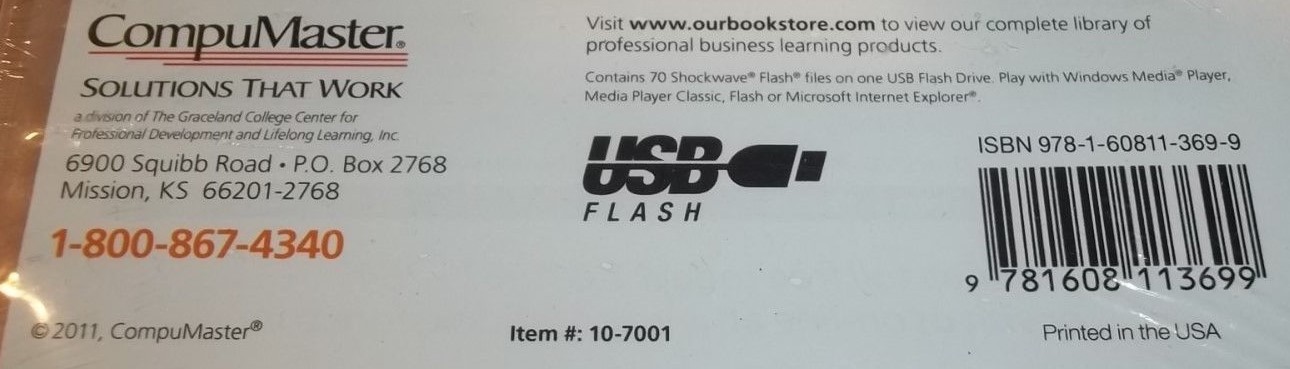 CompuMaster®
SOLUTIONS THAT WORK
a division of The Graceland College Center for
Professional Development and Lifelong Learning, Inc.
6900 Squibb Road • P.O. Box 2768
Mission, KS 66201-2768
1-800-867-4340
© 2011, CompuMaster®
Visit www.ourbookstore.com to view our complete library of
professional business learning products.
Contains 70 Shockwave® Flash® files on one USB Flash Drive. Play with Windows Media® Player,
Media Player Classic, Flash or Microsoft Internet Explorer®.
USB
FLASH
Item #: 10-7001
ISBN 978-1-60811-369-9
9 781608 113699
Printed in the USA